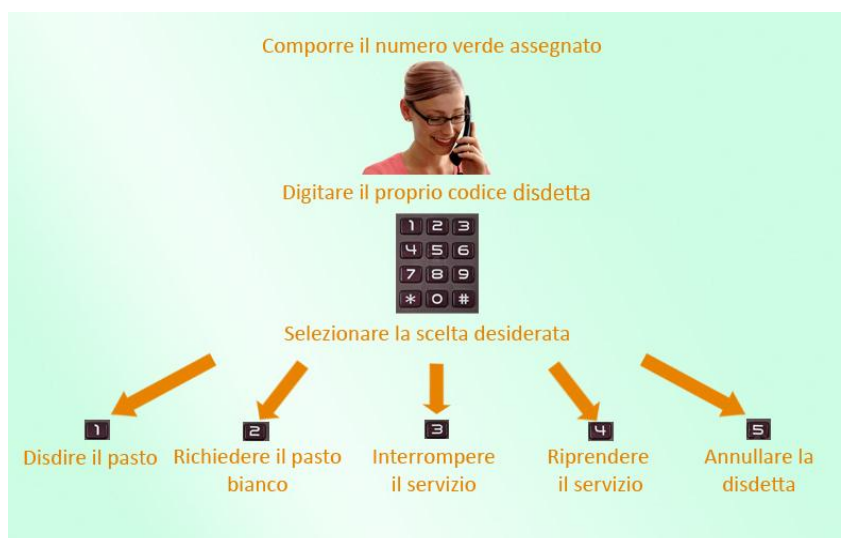 Comporre il numero verde assegnato
Digitare il proprio codice disdetta
1 2 3
4 5 6
7 8 9
* 0 #
Selezionare la scelta desiderata
1
Disdire il pasto
2
Richiedere il pasto
bianco
3
Interrompere
il servizio
4
Riprendere
il servizio
5
Annullare la
disdetta